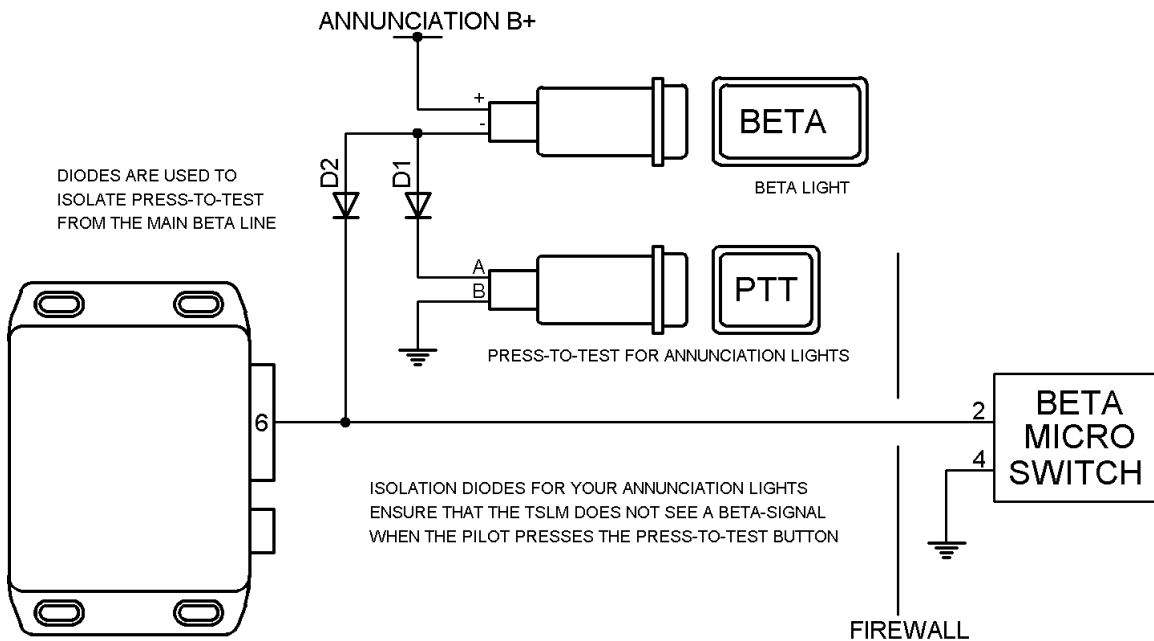 ANNUNCIATION B+
+
-
BETA
BETA LIGHT
DIODES ARE USED TO
ISOLATE PRESS-TO-TEST
FROM THE MAIN BETA LINE
D2
D1
A
B
PTT
PRESS-TO-TEST FOR ANNUNCIATION LIGHTS
6
2
4
BETA
MICRO
SWITCH
ISOLATION DIODES FOR YOUR ANNUNCIATION LIGHTS
ENSURE THAT THE TSLM DOES NOT SEE A BETA-SIGNAL
WHEN THE PILOT PRESSES THE PRESS-TO-TEST BUTTON
FIREWALL